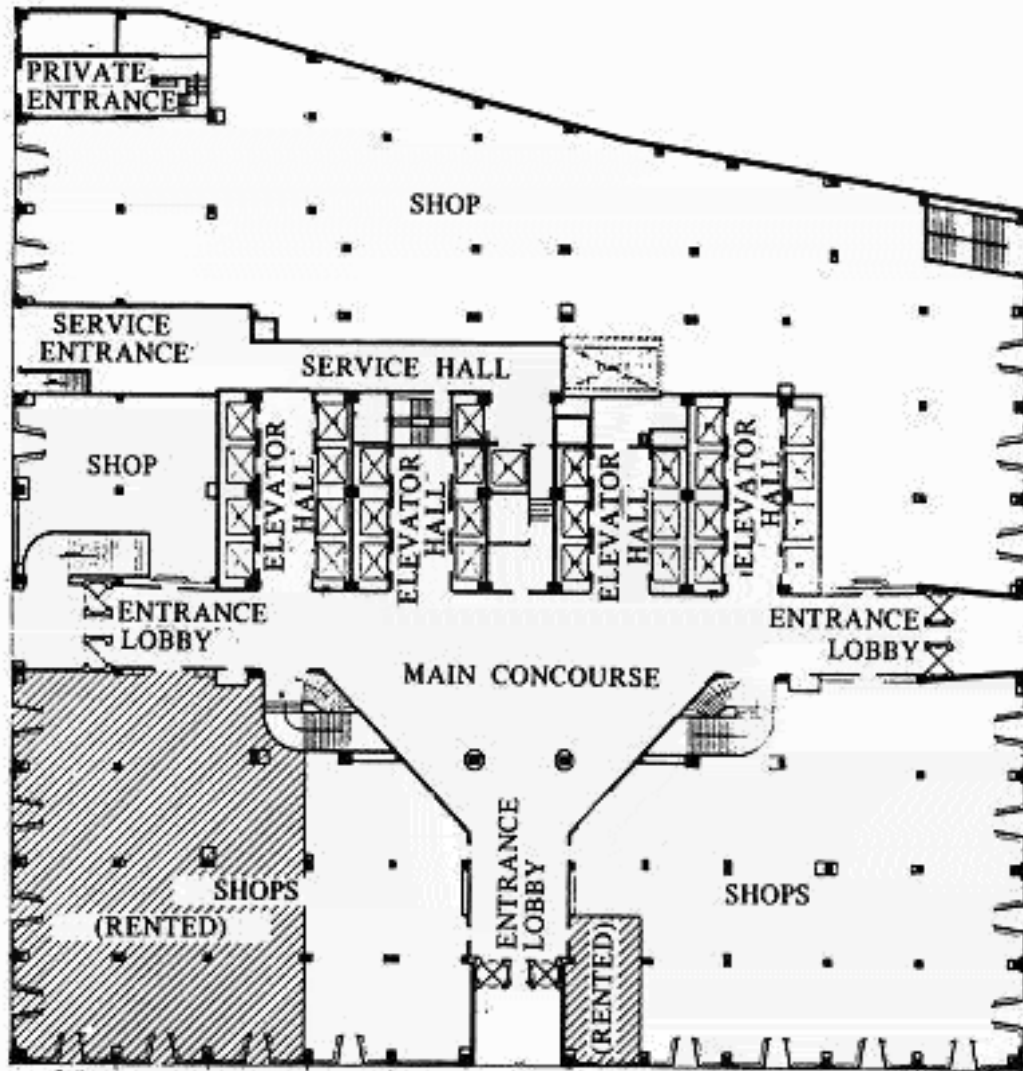 PRIVATE
ENTRANCE
SHOP
SERVICE
ENTRANCE
SERVICE HALL
SHOP
ELEVATOR
HALL
ELEVATOR
HALL
ELEVATOR
HALL
ELEVATOR
HALL
ENTRANCE
LOBBY
ENTRANCE
LOBBY
MAIN CONCOURSE
ENTRANCE
LOBBY
SHOPS
(RENTED)
SHOPS
(RENTED)